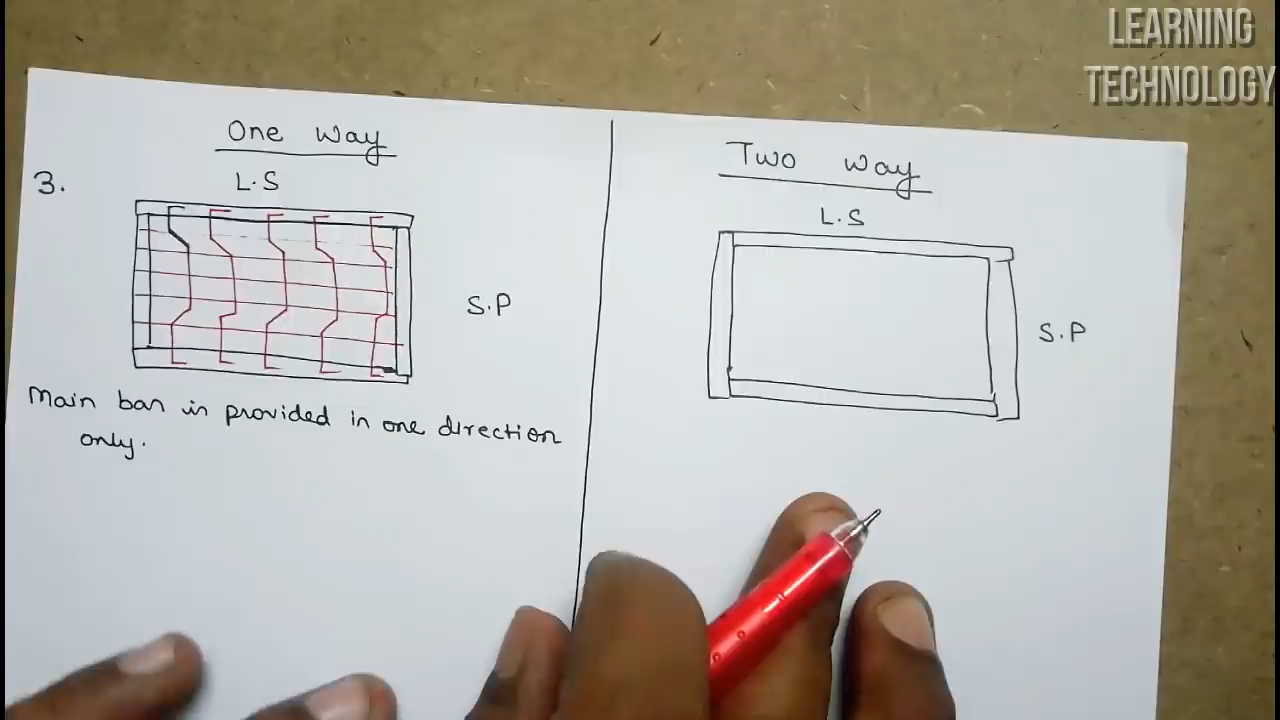 LEARNING
TECHNOLOGY
One Way
3.
L.S
S.P
Main bar is provided in one direction
only.
Two Way
L.S
S.P